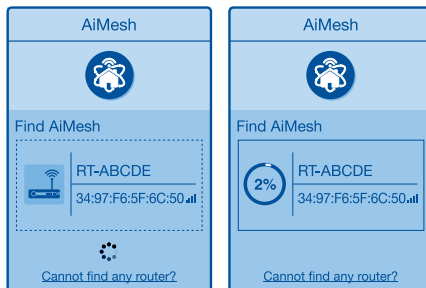 AiMesh
Find AiMesh
RT-ABCDE
34:97:F6:5F:6C:50
Cannot find any router?
AiMesh
Find AiMesh
2%
RT-ABCDE
34:97:F6:5F:6C:50
Cannot find any router?